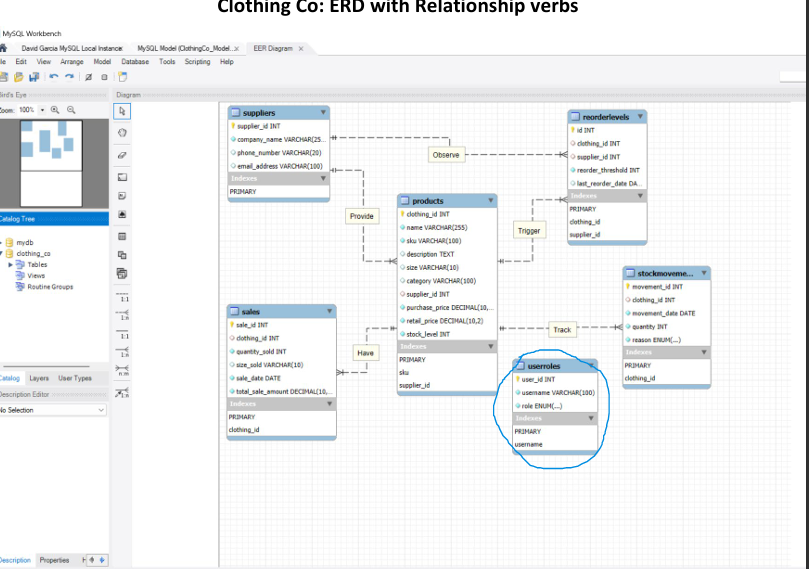 Clothing Co: ERD with Relationship verbs
MySQL Workbench
David Garcia MySQL Local Instance
MySQL Model (ClothingCo_Model...
EER Diagram
Edit View Arrange Model Database Tools Scripting Help
Bird's Eye
Zoom: 100%
Diagram
Catalog Tree
mydb
clothing_co
Tables
Views
Routine Groups
Catalog Layers User Types
Description Editor
No Selection
Description Properties H
1:1
1:n
1:1
1:n
n:m
1:n
suppliers
supplier_id INT
company_name VARCHAR(25...
phone_number VARCHAR(20)
email_address VARCHAR(100)
Indexes
PRIMARY
Observe
reorderlevels
id INT
clothing_id INT
supplier_id INT
reorder_threshold INT
last_reorder_date DA...
Indexes
PRIMARY
clothing_id
supplier_id
Provide
products
clothing_id INT
name VARCHAR(255)
sku VARCHAR(100)
description TEXT
size VARCHAR(10)
category VARCHAR(100)
supplier_id INT
purchase_price DECIMAL(10,...
retail_price DECIMAL(10,2)
stock_level INT
Indexes
PRIMARY
sku
supplier_id
Trigger
stockmoveme...
movement_id INT
clothing_id INT
movement_data DATE
quantity INT
reason ENUM(...)
Indexes
PRIMARY
clothing_id
Track
sales
sale_id INT
clothing_id INT
quantity_sold INT
size_sold VARCHAR(10)
sale_date DATE
total_sale_amount DECIMAL(10,...
Indexes
PRIMARY
clothing_id
Have
userroles
user_id INT
username VARCHAR(100)
role ENUM(...)
Indexes
PRIMARY
username